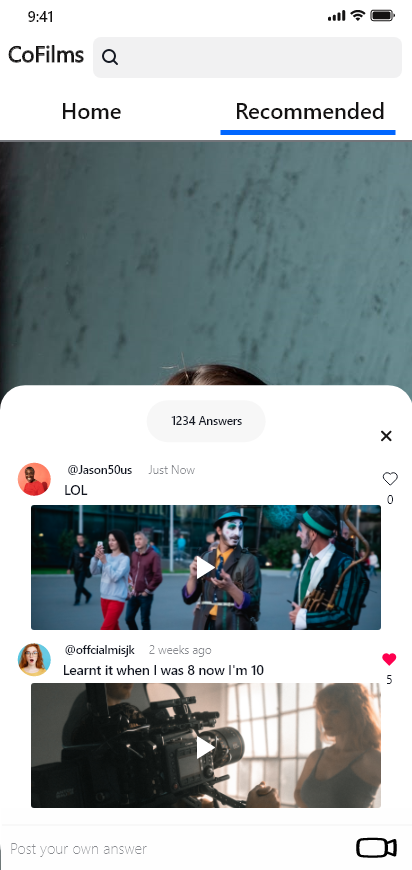 9:41
CoFilms
Home Recommended
1234 Answers
@Jason50us Just Now
LOL
0
@offcialmisjk 2 weeks ago
Learnt it when I was 8 now I'm 10
5
Post your own answer